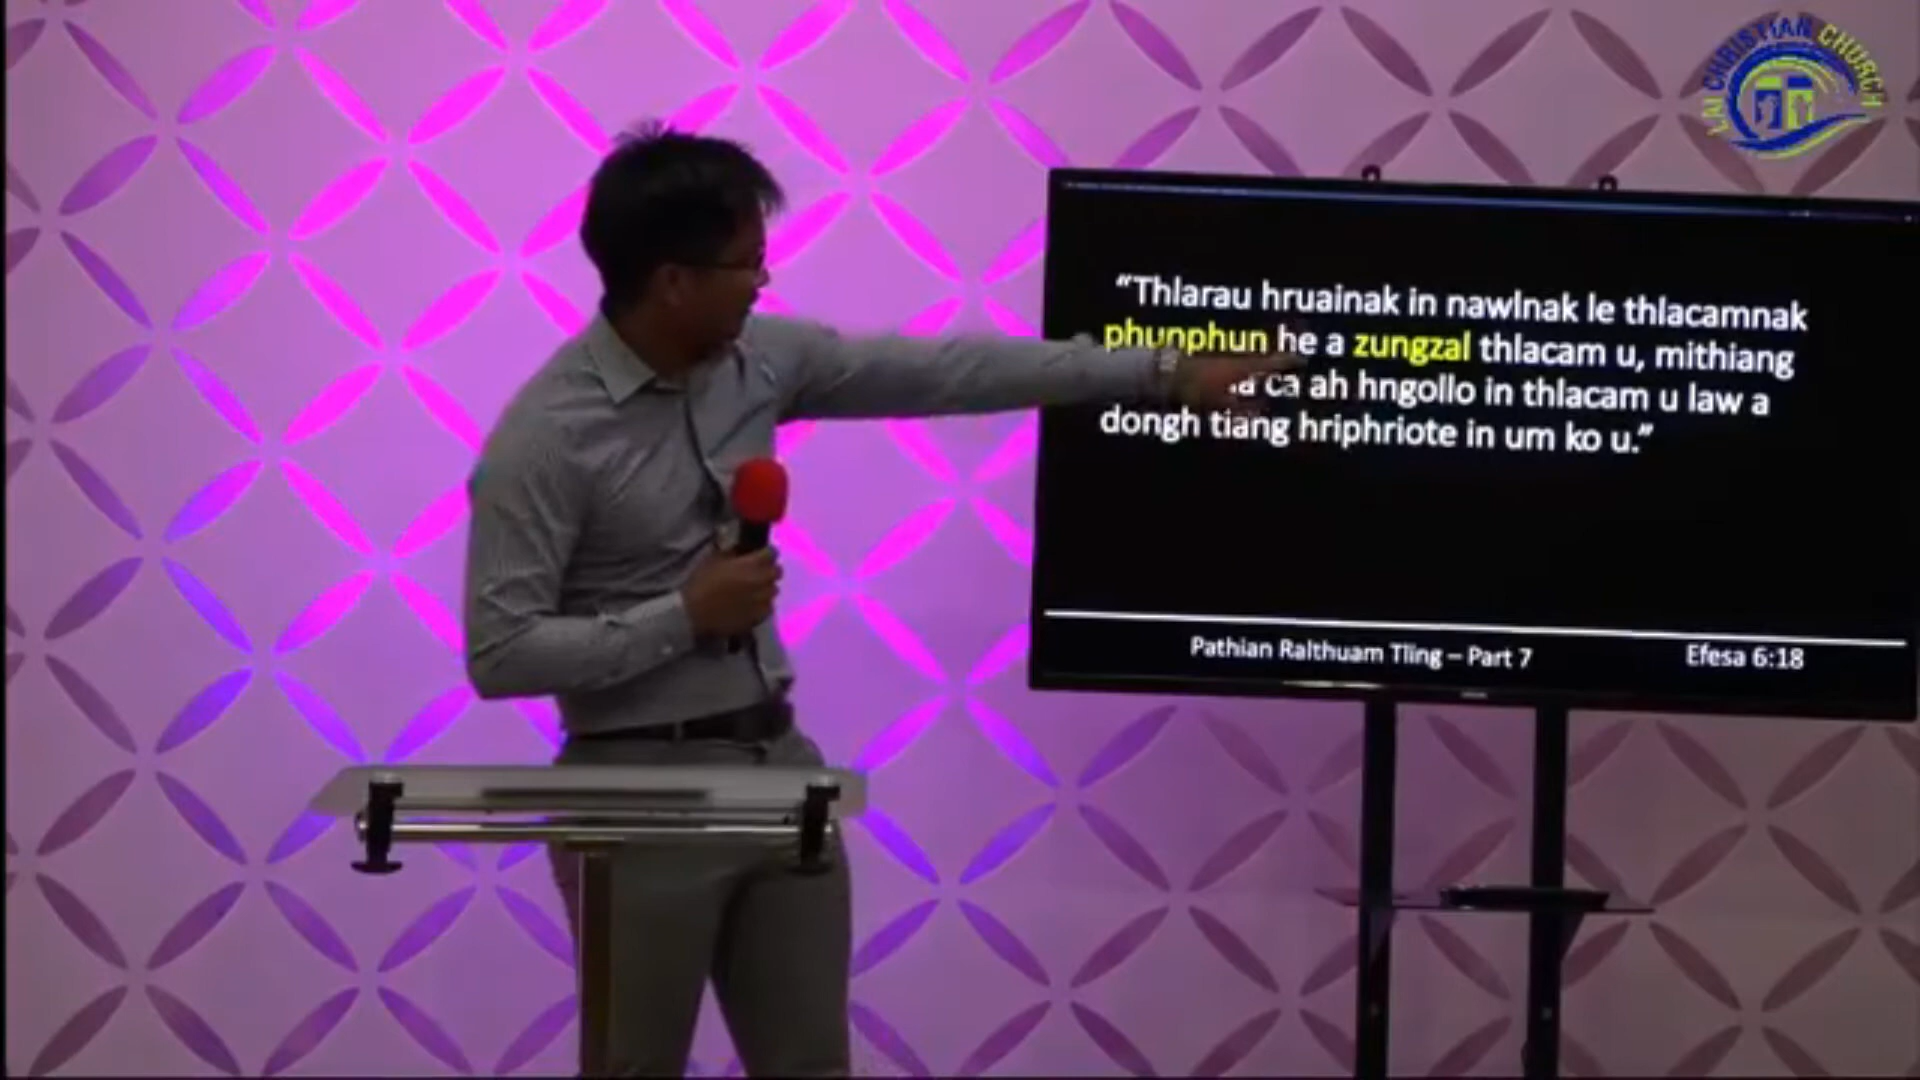 LAI CHRISTIAN CHURCH
“Thlarau hruainak in nawlnak le thlacamnak
phunphun he a zungzal thlacam u, mithiang
ca ah hngollo in thlacam u law a
dongh tiang hriphriote in um ko u.”
Pathian Ralthuam Tling – Part 7
Efesa 6:18